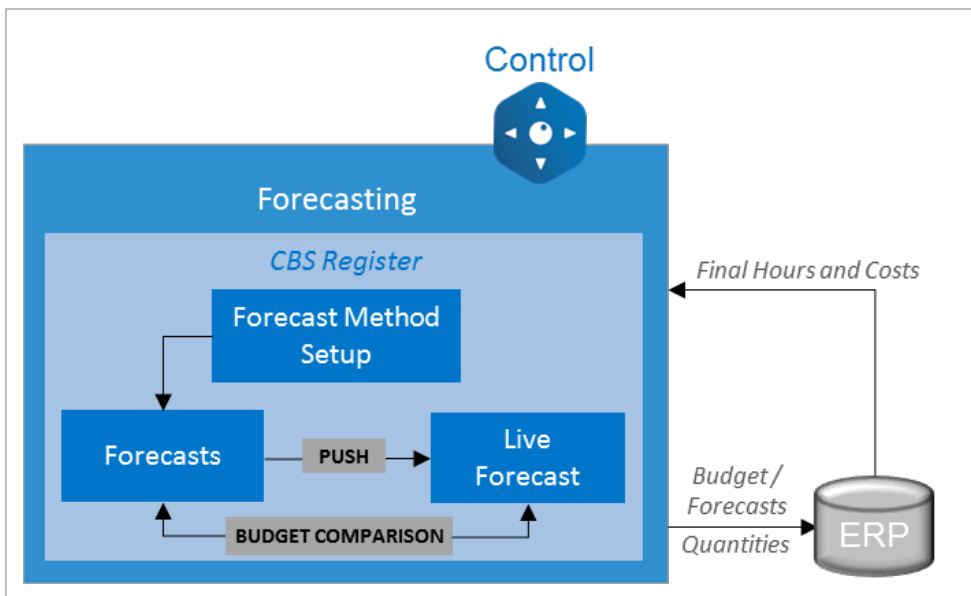 Control
Forecasting
CBS Register
Final Hours and Costs
Forecast Method
Setup
Forecasts
PUSH
Live
Forecast
BUDGET COMPARISON
Budget /
Forecasts
Quantities
ERP